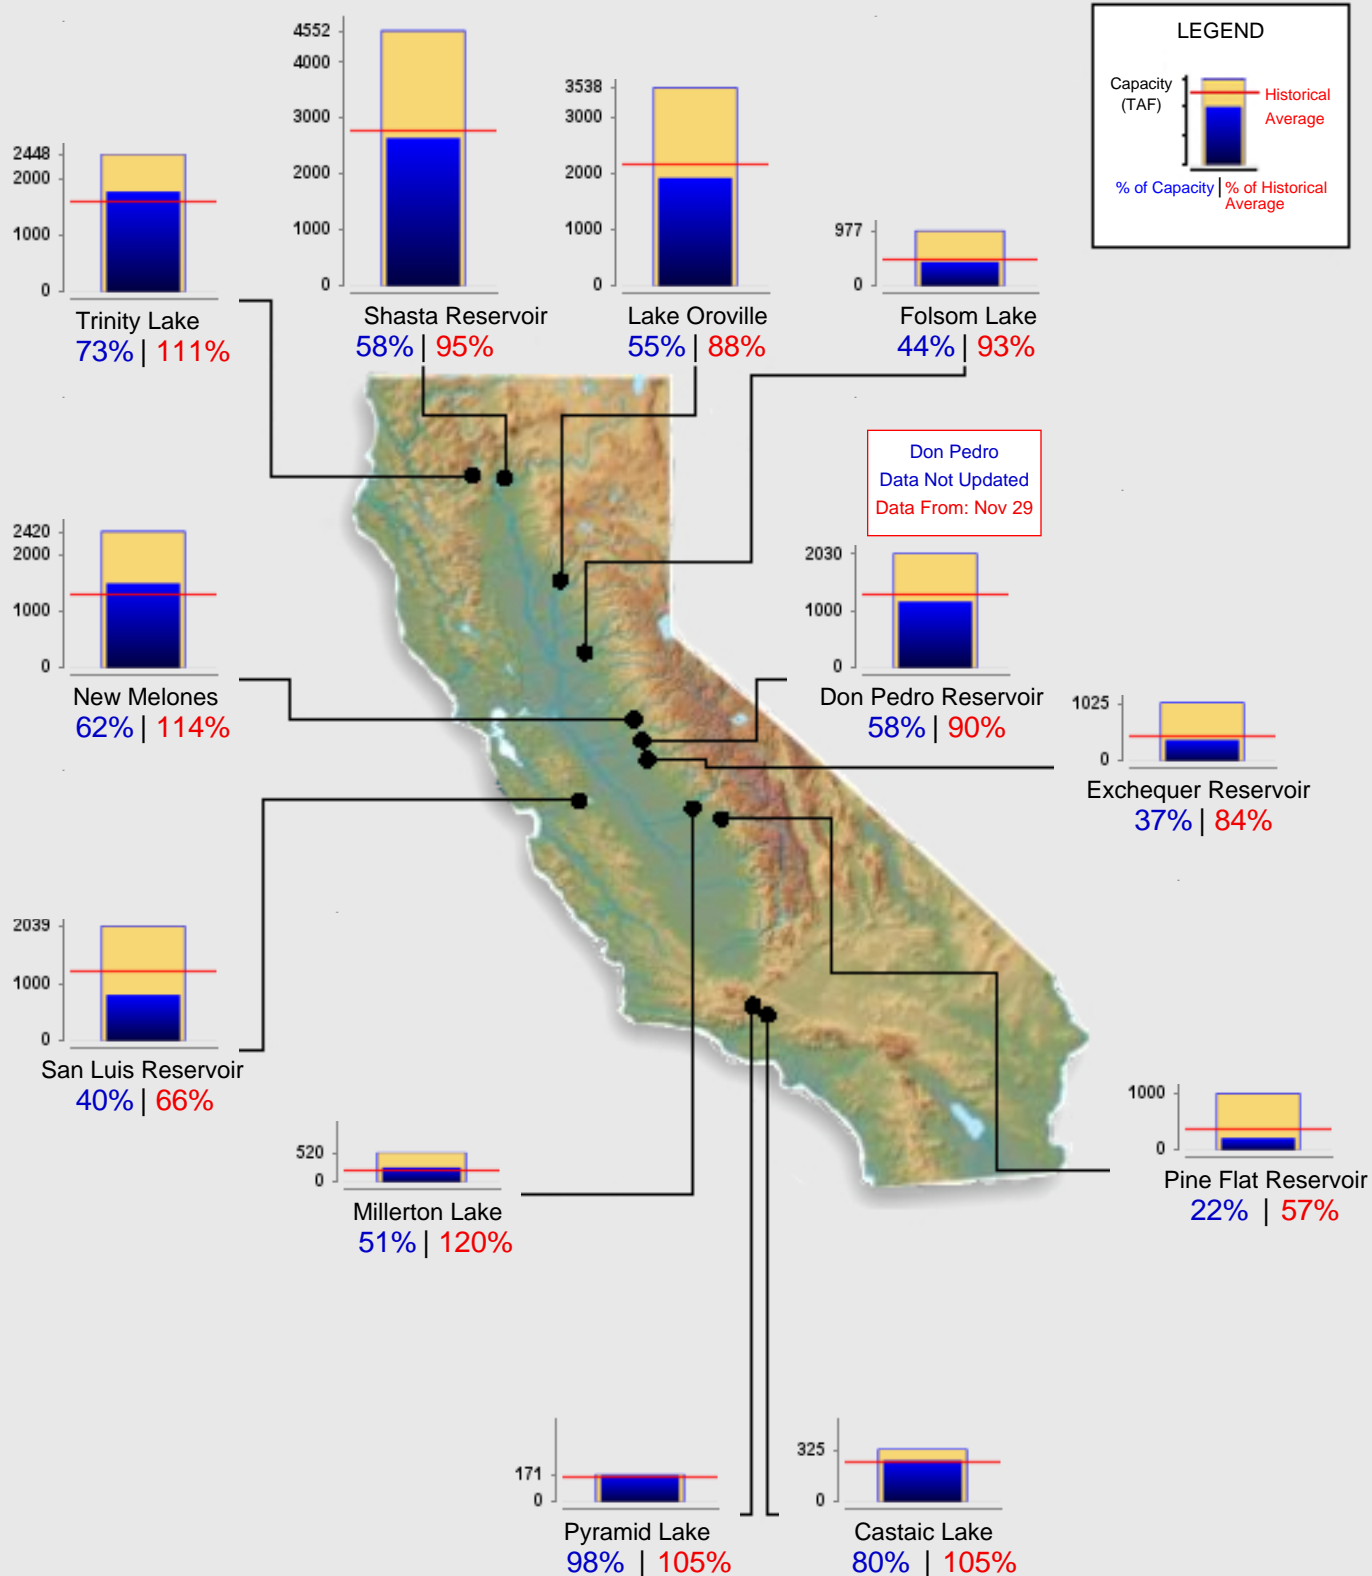 LEGEND
Capacity
(TAF)
Historical
Average
% of Capacity | % of Historical
Average
4552
4000
3000
2000
1000
0
Shasta Reservoir
58% | 95%
3538
3000
2000
1000
0
Lake Oroville
55% | 88%
2448
2000
1000
0
Trinity Lake
73% | 111%
977
0
Folsom Lake
44% | 93%
Don Pedro
Data Not Updated
Data From: Nov 29
2420
2000
1000
0
New Melones
62% | 114%
2030
1000
0
Don Pedro Reservoir
58% | 90%
1025
0
Exchequer Reservoir
37% | 84%
2039
1000
0
San Luis Reservoir
40% | 66%
520
0
Millerton Lake
51% | 120%
1000
0
Pine Flat Reservoir
22% | 57%
171
0
Pyramid Lake
98% | 105%
325
0
Castaic Lake
80% | 105%